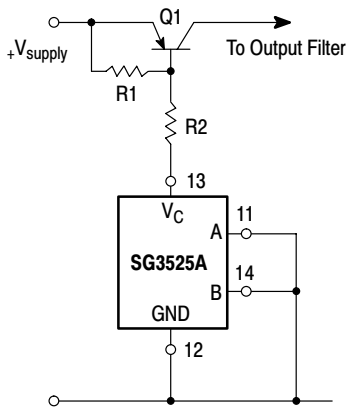 Q1
+Vsupply
To Output Filter
R1
R2
13
VC
11
A
SG3525A
14
B
GND
12